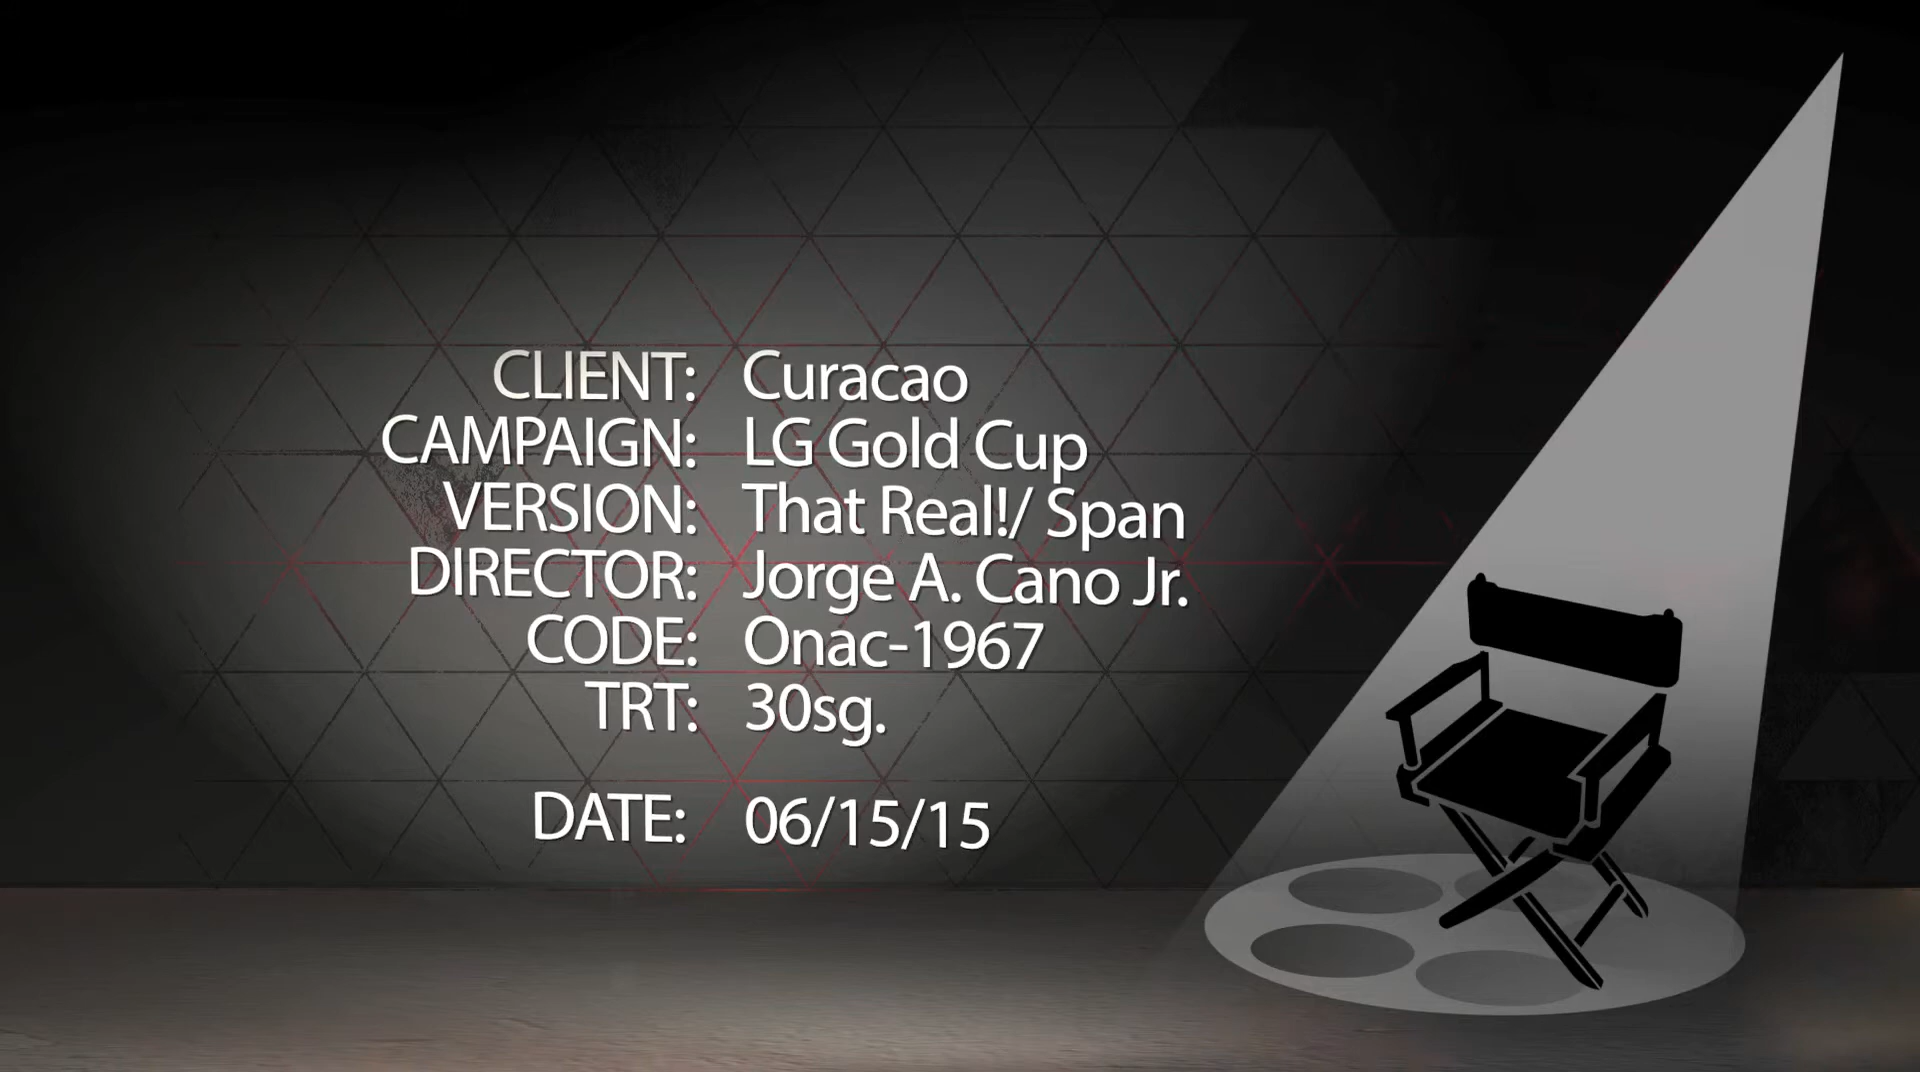 CLIENT: Curacao
CAMPAIGN: LG Gold Cup
VERSION: That Real!/ Span
DIRECTOR: Jorge A. Cano Jr.
CODE: Onac-1967
TRT: 30sg.
DATE: 06/15/15